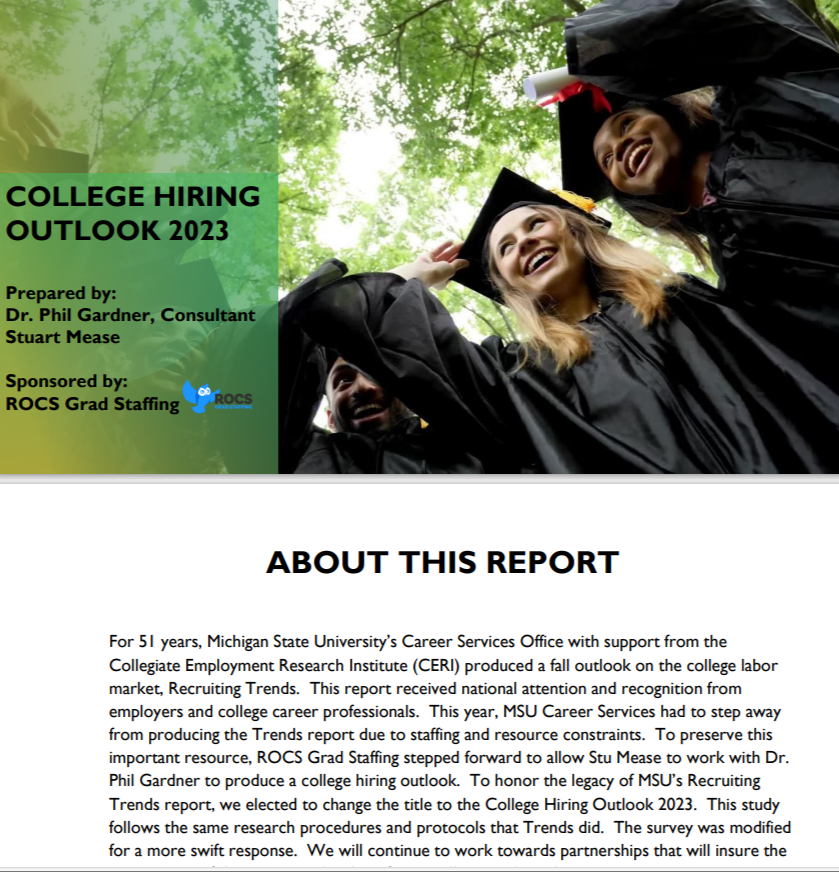 COLLEGE HIRING
OUTLOOK 2023
Prepared by:
Dr. Phil Gardner, Consultant
Stuart Mease
Sponsored by:
ROCS Grad Staffing
ROCS
GRAD STAFFING
ABOUT THIS REPORT
For 51 years, Michigan State University's Career Services Office with support from the
Collegiate Employment Research Institute (CERI) produced a fall outlook on the college labor
market, Recruiting Trends.  This report received national attention and recognition from
employers and college career professionals.  This year, MSU Career Services had to step away
from producing the Trends report due to staffing and resource constraints.  To preserve this
important resource, ROCS Grad Staffing stepped forward to allow Stu Mease to work with Dr.
Phil Gardner to produce a college hiring outlook.  To honor the legacy of MSU's Recruiting
Trends report, we elected to change the title to the College Hiring Outlook 2023.  This study
follows the same research procedures and protocols that Trends did.  The survey was modified
for a more swift response.  We will continue to work towards partnerships that will insure the